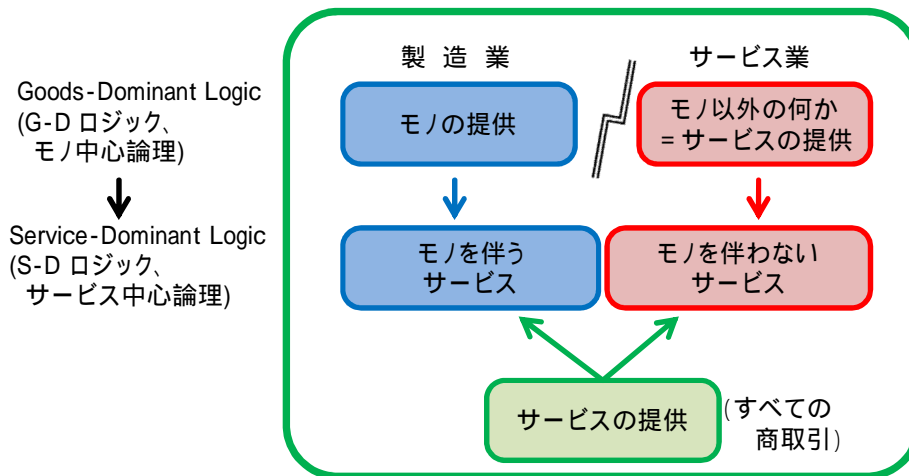 製 造 業
サービス業
Goods-Dominant Logic
(G-D ロジック、
モノ中心論理)
モノの提供
モノ以外の何か
= サービスの提供
Service-Dominant Logic
(S-D ロジック、
サービス中心論理)
モノを伴う
サービス
モノを伴わない
サービス
サービスの提供
(すべての
商取引)